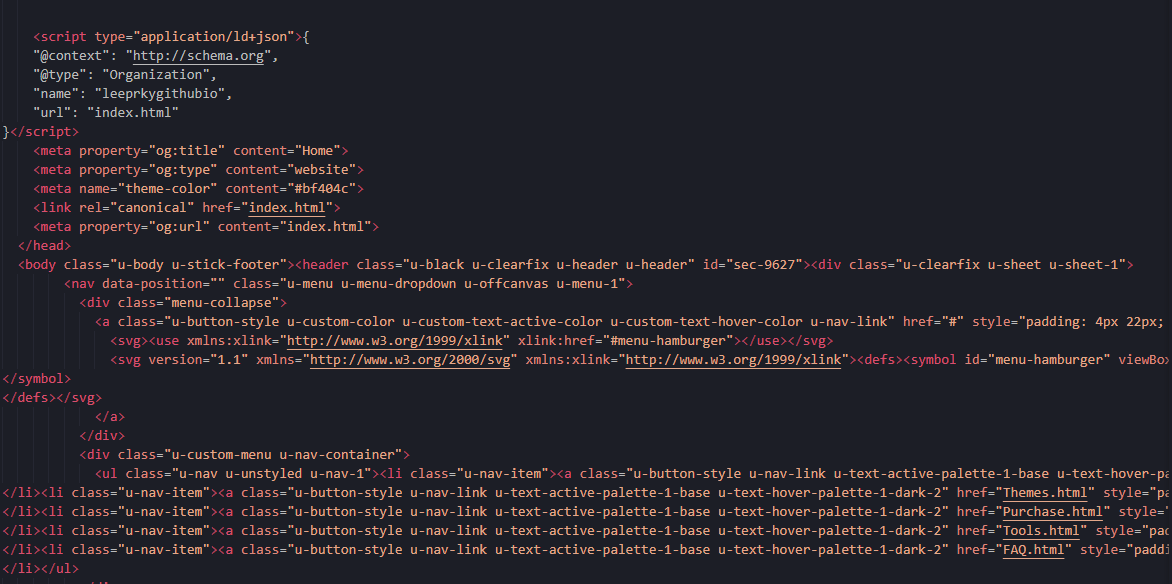 <script type="application/ld+json">{
"@context": "http://schema.org",
"@type": "Organization",
"name": "leeprkygithubio",
"url": "index.html"
}</script>
<meta property="og:title" content="Home">
<meta property="og:type" content="website">
<meta name="theme-color" content="#bf404c">
<link rel="canonical" href="index.html">
<meta property="og:url" content="index.html">
</head>
<body class="u-body u-stick-footer"><header class="u-black u-clearfix u-header u-header" id="sec-9627"><div class="u-clearfix u-sheet u-sheet-1">
<nav data-position="" class="u-menu u-menu-dropdown u-offcanvas u-menu-1">
<div class="menu-collapse">
<a class="u-button-style u-custom-color u-custom-text-active-color u-custom-text-hover-color u-nav-link" href="#" style="padding: 4px 22px;
<svg><use xmlns:xlink="http://www.w3.org/1999/xlink" xlink:href="#menu-hamburger"></use></svg>
<svg version="1.1" xmlns="http://www.w3.org/2000/svg" xmlns:xlink="http://www.w3.org/1999/xlink"><defs><symbol id="menu-hamburger" viewBox
</symbol>
</defs></svg>
</a>
</div>
<div class="u-custom-menu u-nav-container">
<ul class="u-nav u-unstyled u-nav-1"><li class="u-nav-item"><a class="u-button-style u-nav-link u-text-active-palette-1-base u-text-hover-pa
</li><li class="u-nav-item"><a class="u-button-style u-nav-link u-text-active-palette-1-base u-text-hover-palette-1-dark-2" href="Themes.html" style="pa
</li><li class="u-nav-item"><a class="u-button-style u-nav-link u-text-active-palette-1-base u-text-hover-palette-1-dark-2" href="Purchase.html" style="
</li><li class="u-nav-item"><a class="u-button-style u-nav-link u-text-active-palette-1-base u-text-hover-palette-1-dark-2" href="Tools.html" style="pad
</li><li class="u-nav-item"><a class="u-button-style u-nav-link u-text-active-palette-1-base u-text-hover-palette-1-dark-2" href="FAQ.html" style="paddi
</li></ul>